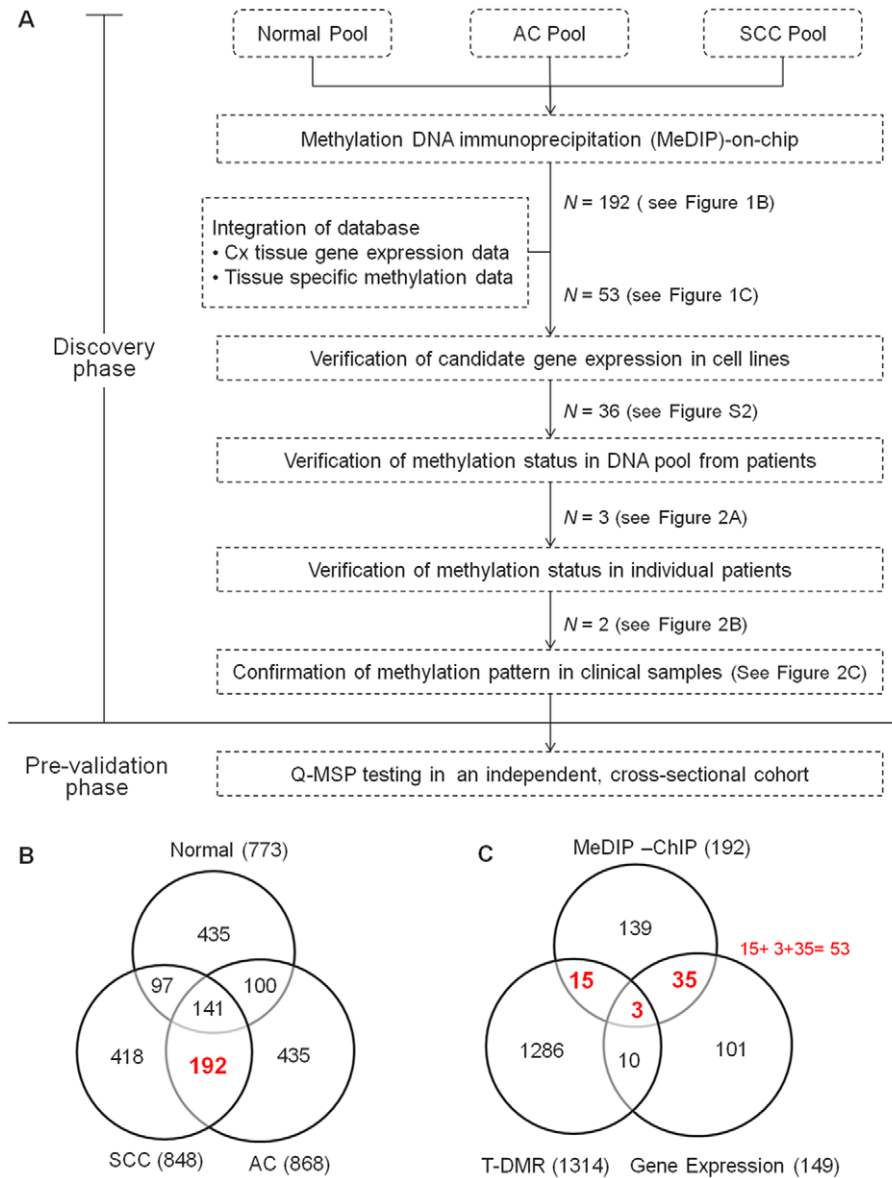 A
Normal Pool
AC Pool
SCC Pool
Methylation DNA immunoprecipitation (MeDIP)-on-chip
N = 192 ( see Figure 1B)
Integration of database
• Cx tissue gene expression data
• Tissue specific methylation data
N = 53 (see Figure 1C)
Discovery
phase
Verification of candidate gene expression in cell lines
N = 36 (see Figure S2)
Verification of methylation status in DNA pool from patients
N = 3 (see Figure 2A)
Verification of methylation status in individual patients
N = 2 (see Figure 2B)
Confirmation of methylation pattern in clinical samples (See Figure 2C)
Pre-validation
phase
Q-MSP testing in an independent, cross-sectional cohort
B
Normal (773)
435
97
100
141
418
192
435
SCC (848)
AC (868)
C
MeDIP –ChIP (192)
139
15+ 3+35= 53
15
35
3
1286
10
101
T-DMR (1314)
Gene Expression (149)